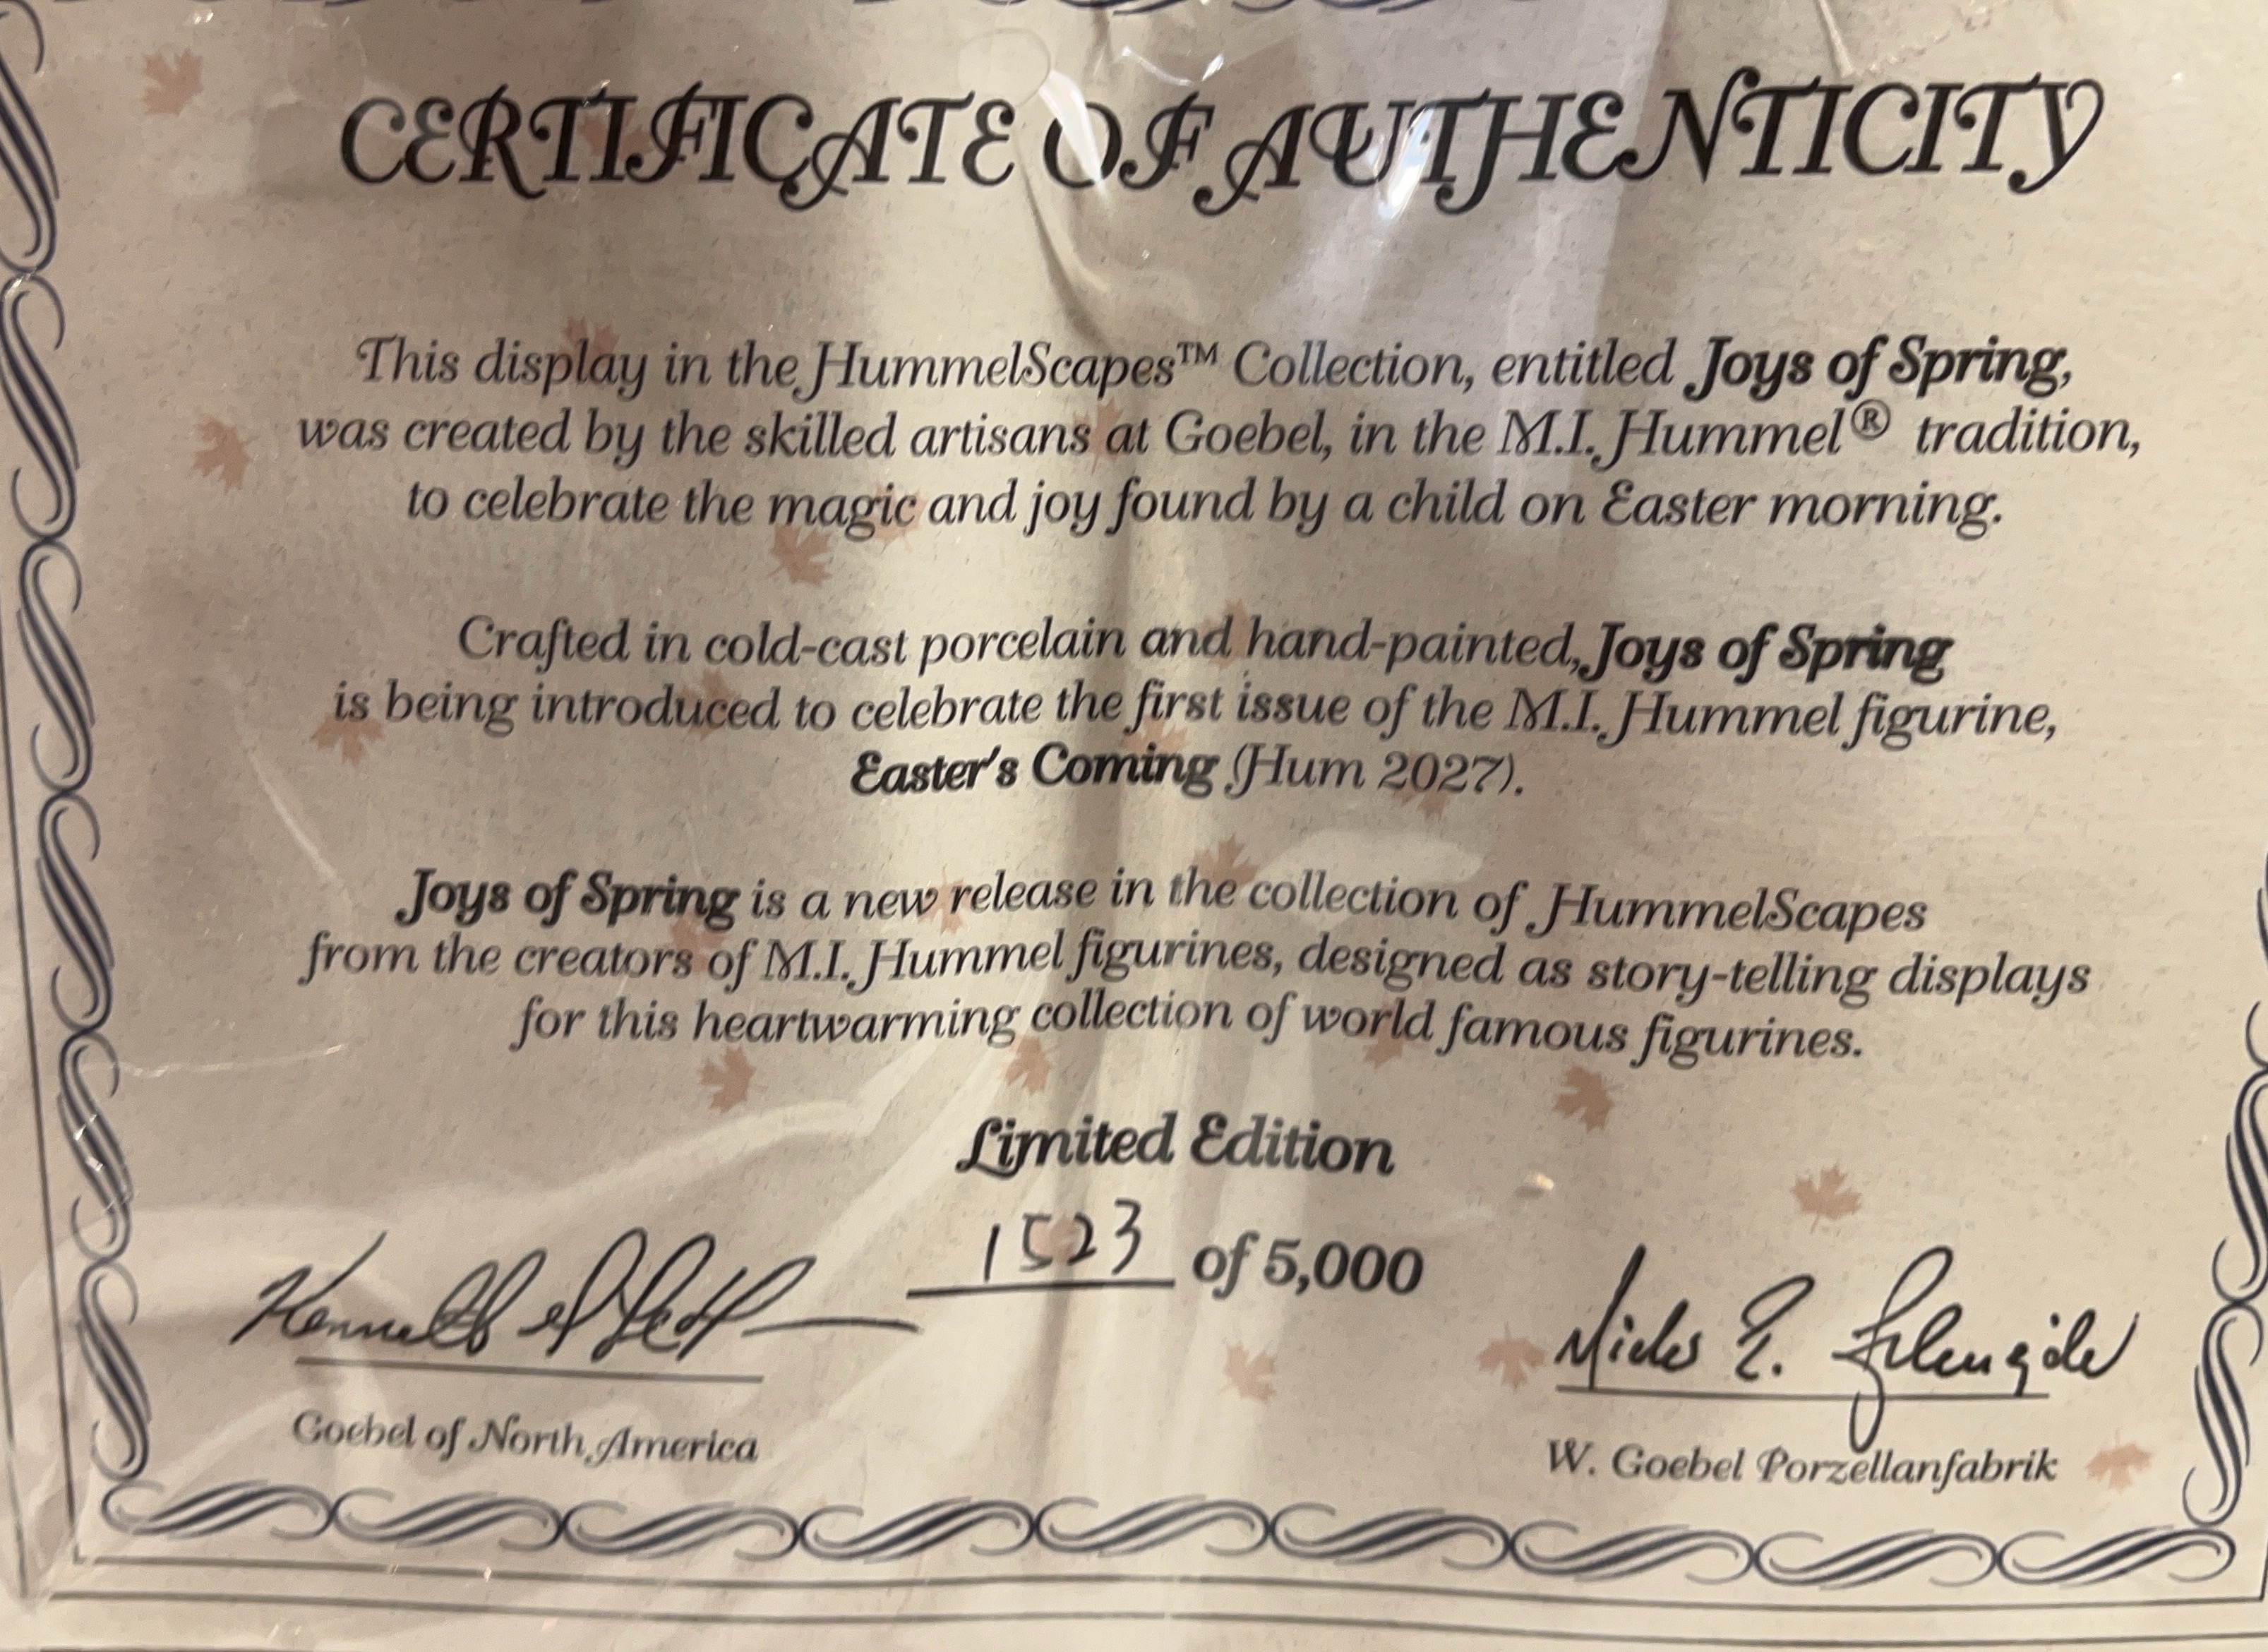 CERTIFICATE OF AUTHENTICITY
This display in the HummelScapes™ Collection, entitled Joys of Spring,
was created by the skilled artisans at Goebel, in the M.I. Hummel® tradition,
to celebrate the magic and joy found by a child on Easter morning.
Crafted in cold-cast porcelain and hand-painted, Joys of Spring
is being introduced to celebrate the first issue of the M.I. Hummel figurine,
Easter's Coming (Hum 2027).
Joys of Spring is a new release in the collection of HummelScapes
from the creators of M.I. Hummel figurines, designed as story-telling displays
for this heartwarming collection of world famous figurines.
Limited Edition
1523 of 5,000
Kenneth
Goebel of North America
W. Goebel Porzellanfabrik